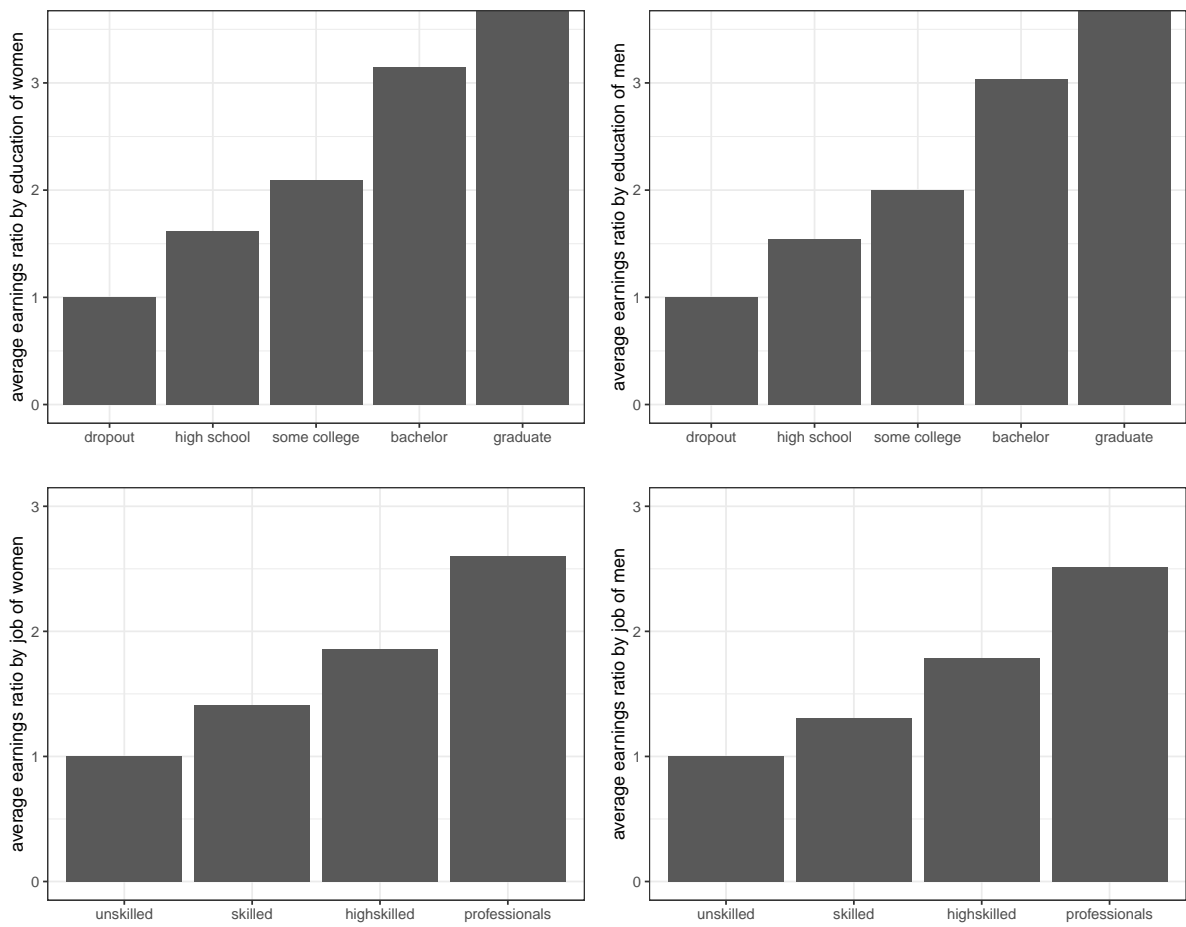 average earnings ratio by education of women
3
2
1
0
dropout high school some college bachelor graduate
average earnings ratio by education of men
3
2
1
0
dropout high school some college bachelor graduate
average earnings ratio by job of women
3
2
1
0
unskilled skilled highskilled professionals
average earnings ratio by job of men
3
2
1
0
unskilled skilled highskilled professionals